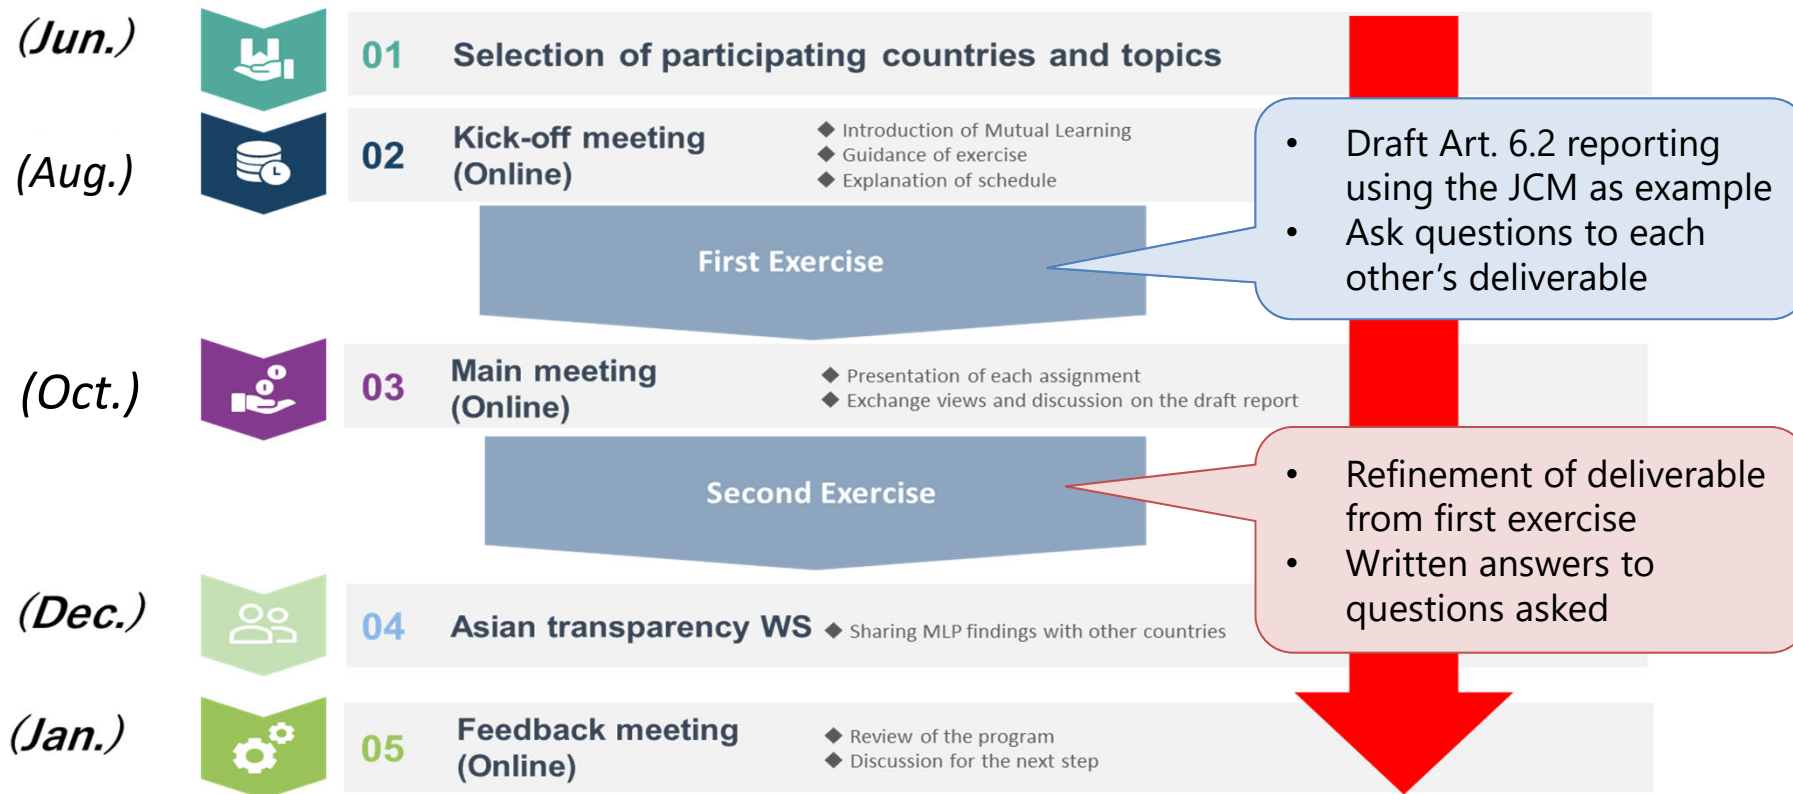 (Jun.)
01 Selection of participating countries and topics
(Aug.)
02 Kick-off meeting
(Online)
◆ Introduction of Mutual Learning
◆ Guidance of exercise
◆ Explanation of schedule
First Exercise
• Draft Art. 6.2 reporting
using the JCM as example
• Ask questions to each
other's deliverable
(Oct.)
03 Main meeting
(Online)
◆ Presentation of each assignment
◆ Exchange views and discussion on the draft report
Second Exercise
• Refinement of deliverable
from first exercise
• Written answers to
questions asked
(Dec.)
04 Asian transparency WS ◆ Sharing MLP findings with other countries
(Jan.)
05 Feedback meeting
(Online)
◆ Review of the program
◆ Discussion for the next step